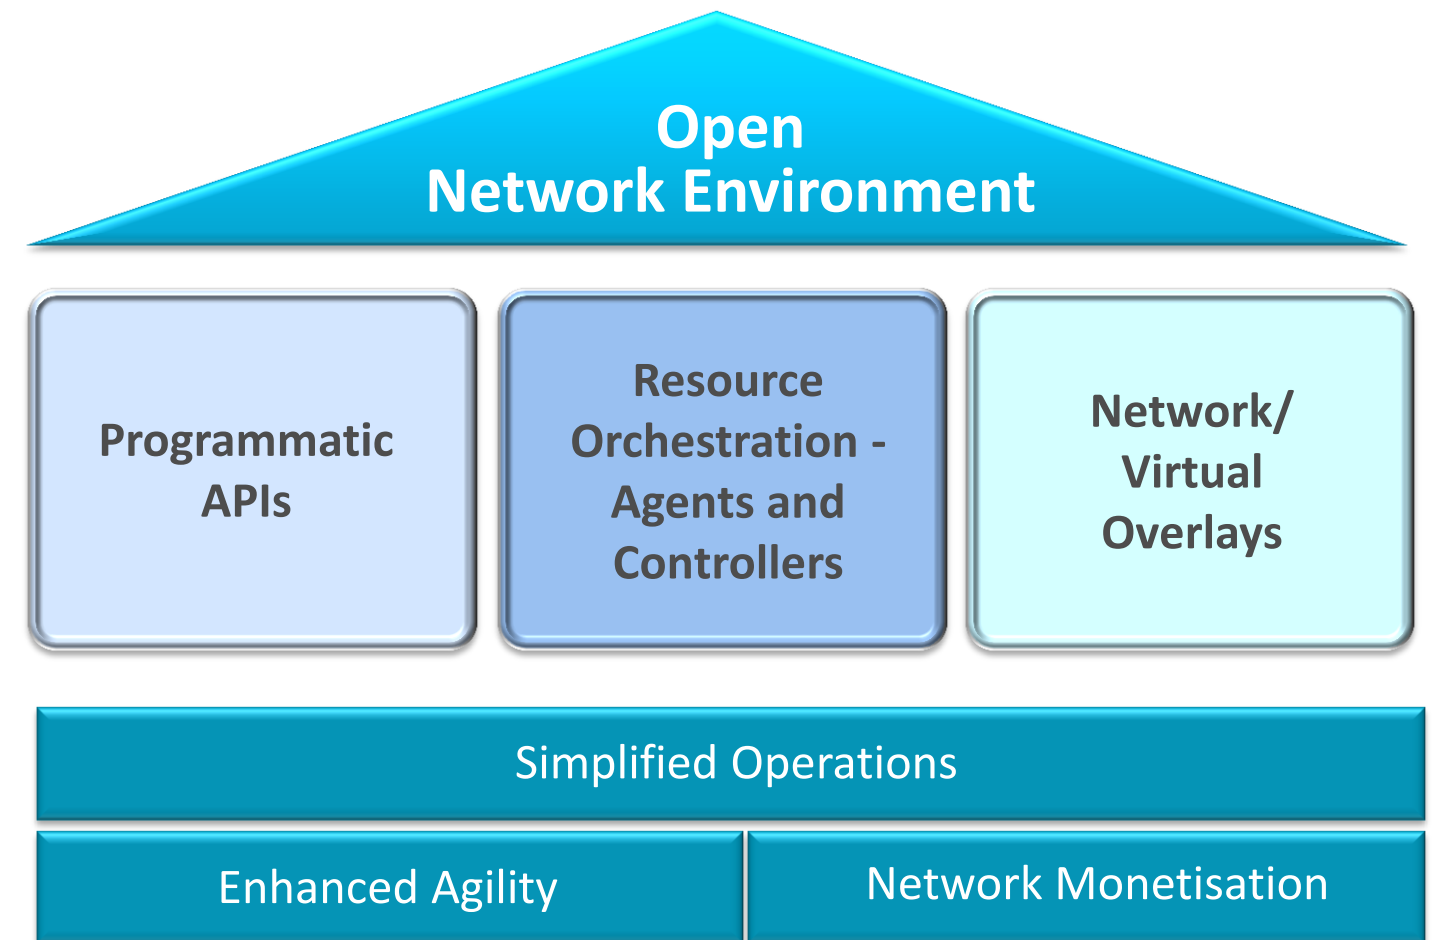 Open
Network Environment
Programmatic
APIs
Resource
Orchestration -
Agents and
Controllers
Network/
Virtual
Overlays
Simplified Operations
Enhanced Agility
Network Monetisation